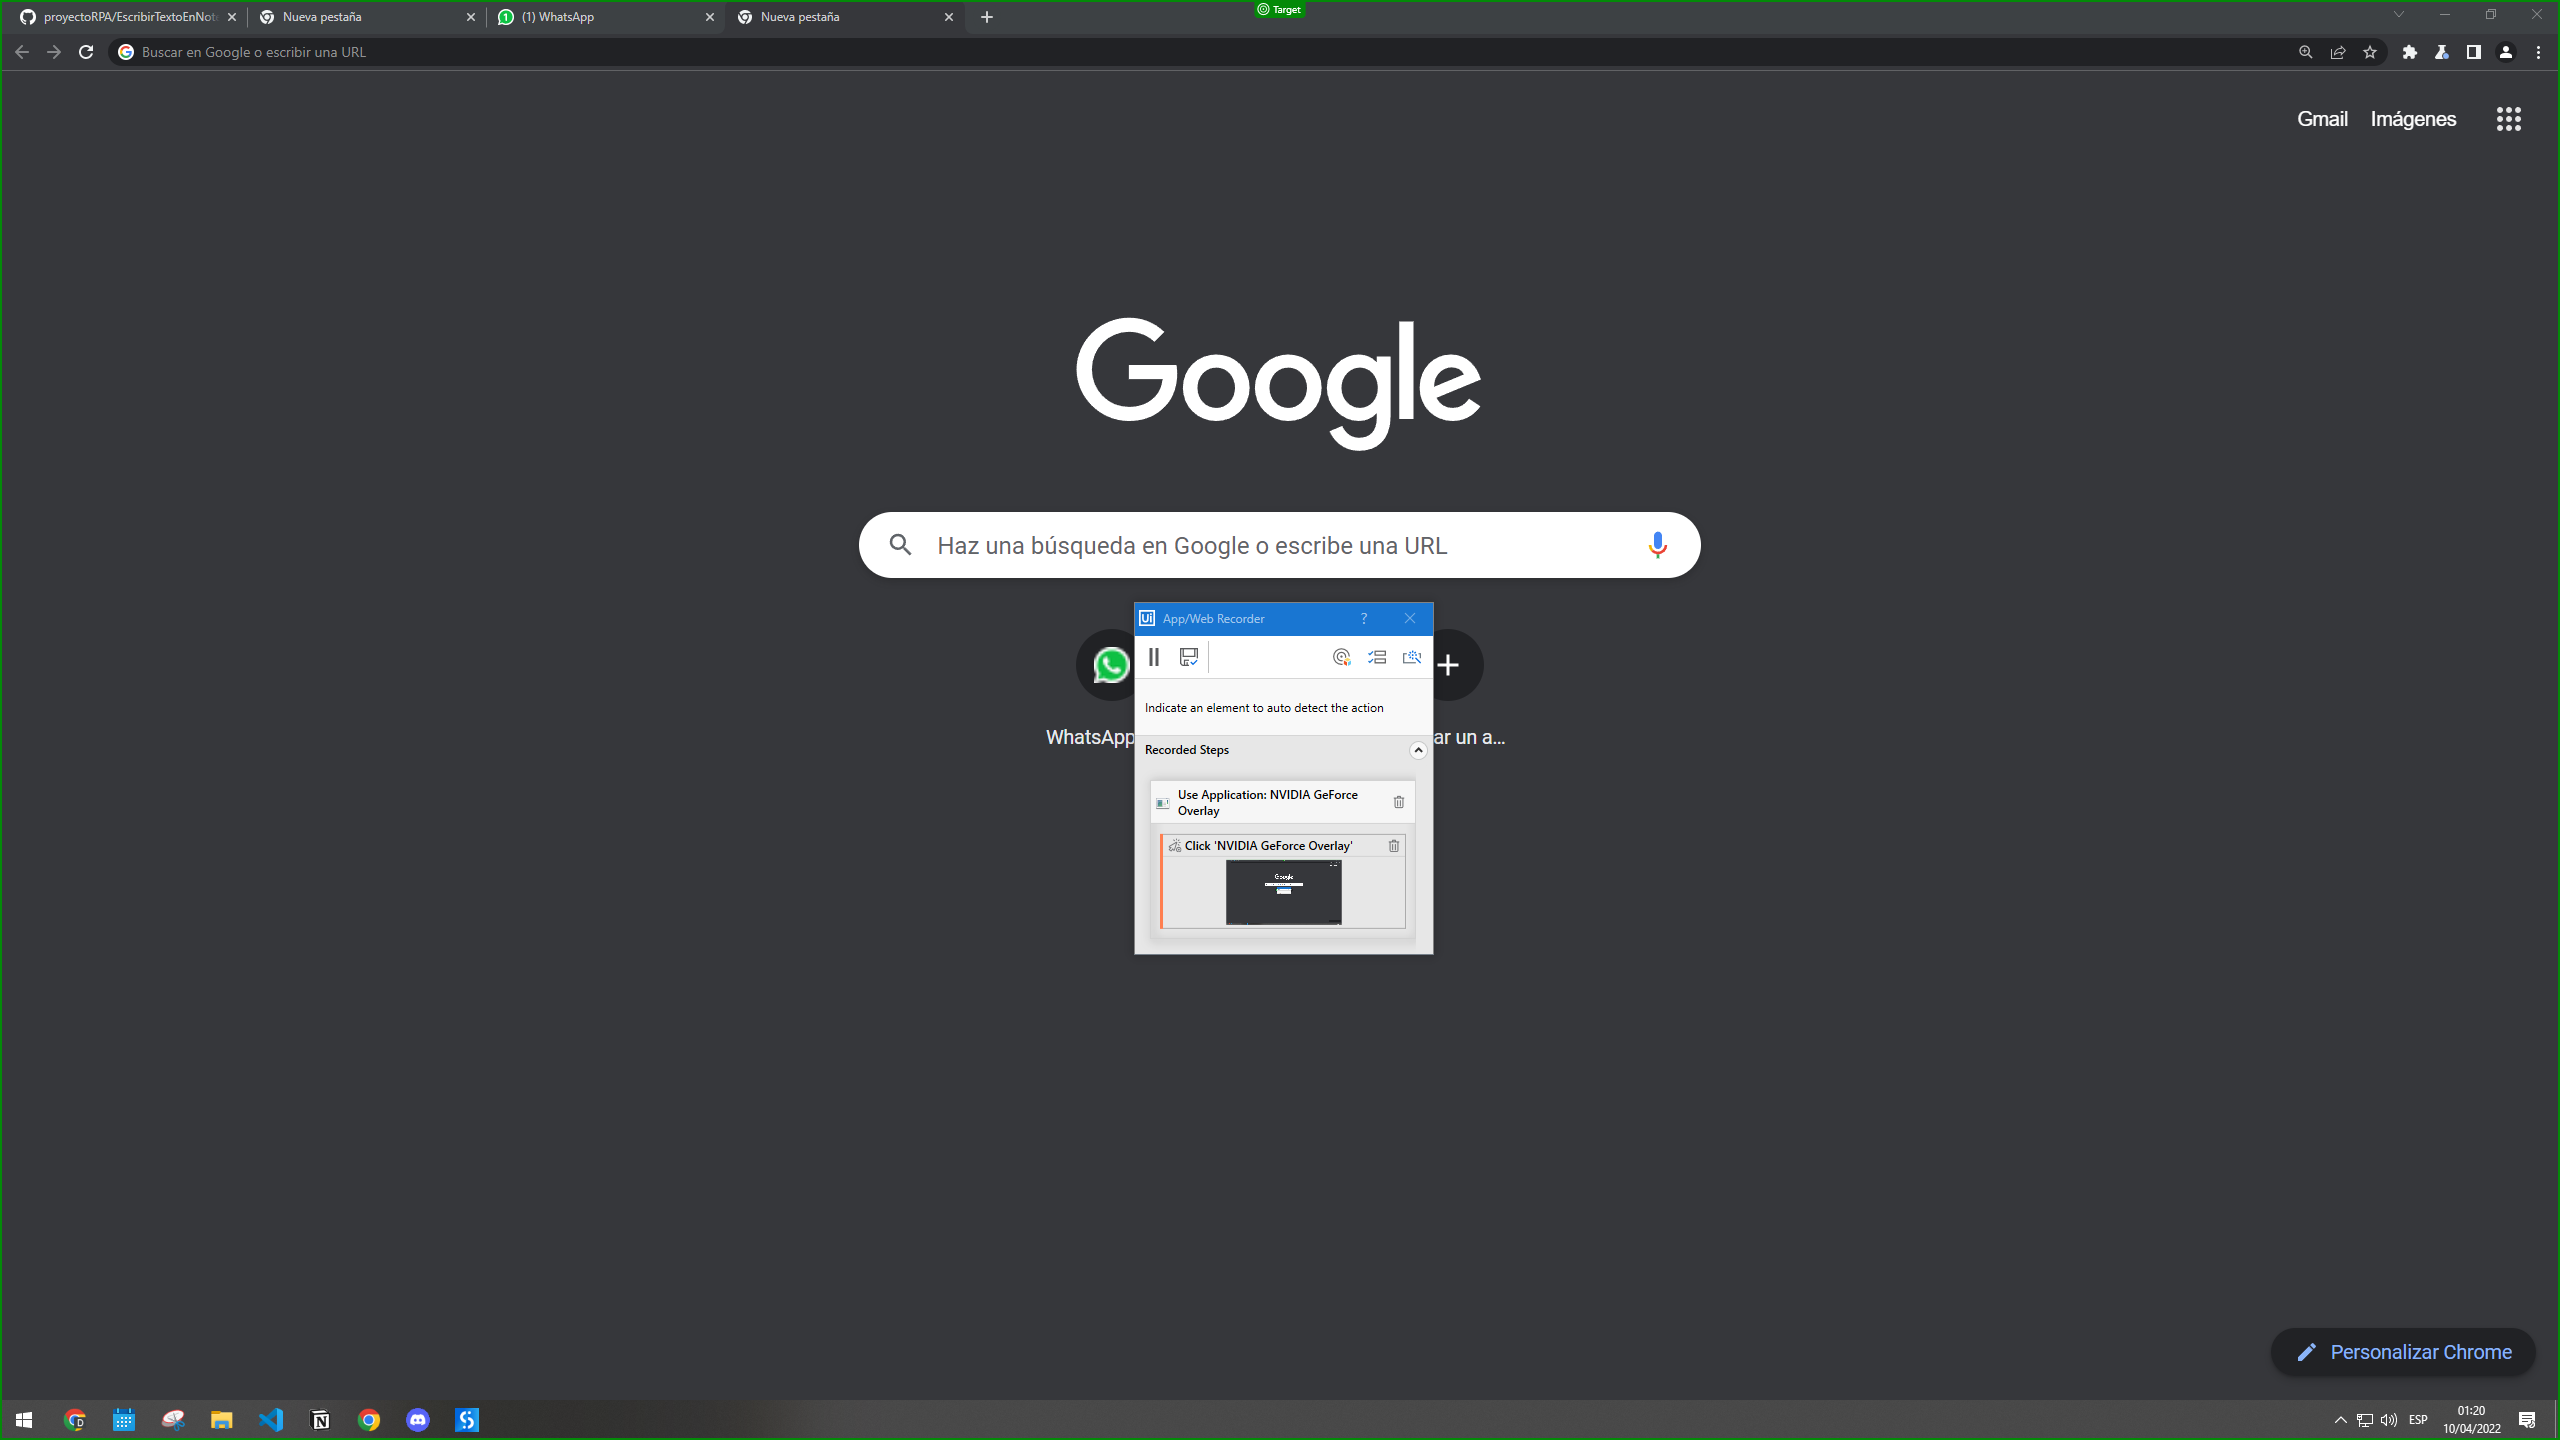 Target
proyectoRPA/EscribirTextoEnNot
Nueva pestaña
(1) WhatsApp
Nueva pestaña
Buscar en Google o escribir una URL
Gmail
Imágenes
Google
Haz una búsqueda en Google o escribe una URL
Ui App/Web Recorder ?
Indicate an element to auto detect the action
WhatsApp
ar un a...
Recorded Steps
Use Application: NVIDIA GeForce
Overlay
Click 'NVIDIA GeForce Overlay'
Google
Personalizar Chrome
ESP
01:20
10/04/2022